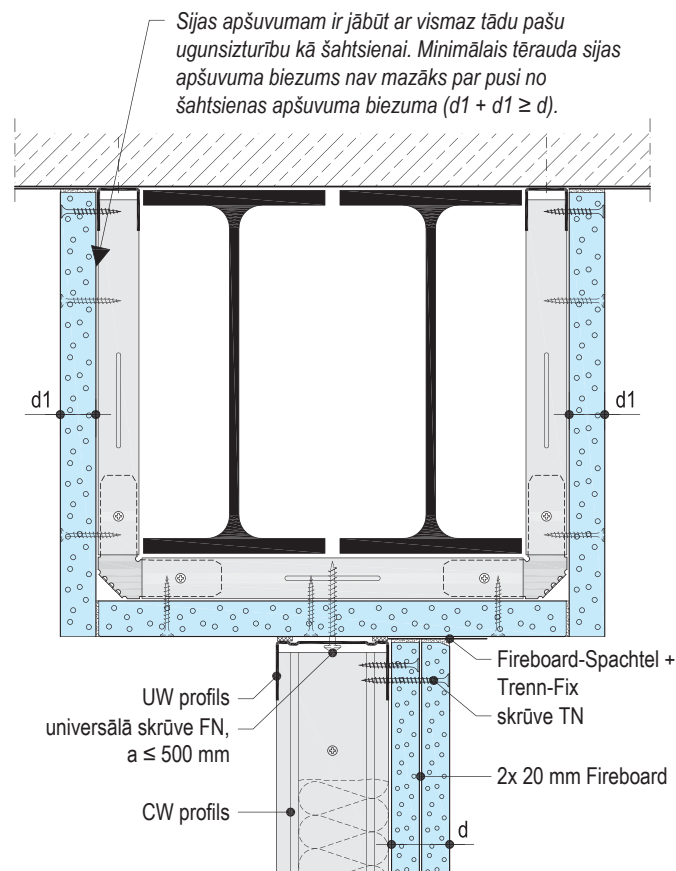 Sijas apšuvumam ir jābūt ar vismaz tādu pašu
ugunsizturību kā šahtsienai. Minimālais tērauda sijas
apšuvuma biezums nav mazāks par pusi no
šahtsienas apšuvuma biezuma (d1 + d1 ≥ d).
d1
d1
UW profils
universālā skrūve FN,
a ≤ 500 mm
CW profils
Fireboard-Spachtel +
Trenn-Fix
skrūve TN
2x 20 mm Fireboard
d